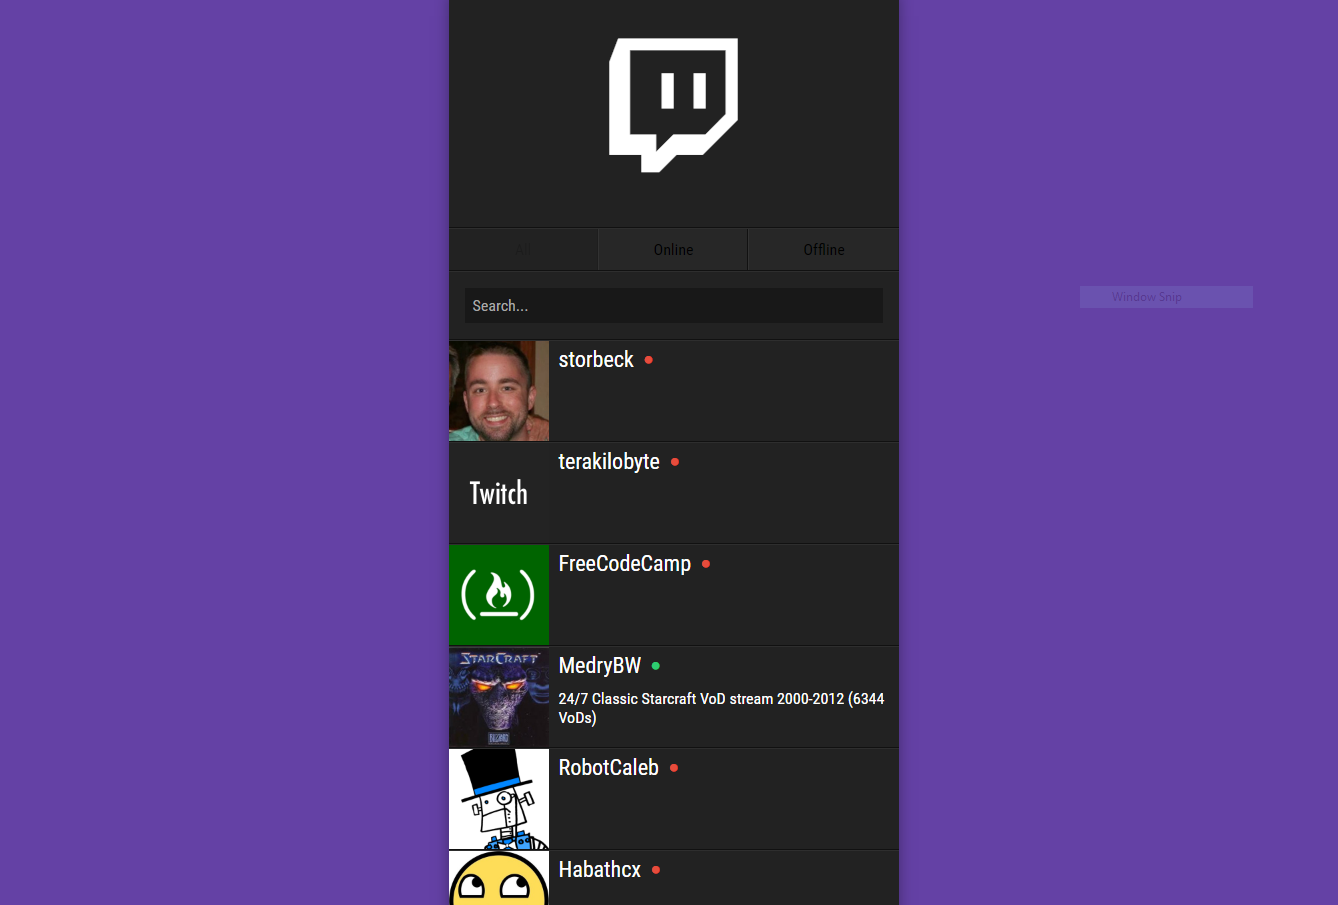 All
Online
Offline
Search...
Window Snip
storbeck
terakilobyte
Twitch
FreeCodeCamp
STARCRAFT
MedryBW
24/7 Classic Starcraft VoD stream 2000-2012 (6344
VoDs)
RobotCaleb
Habathcx